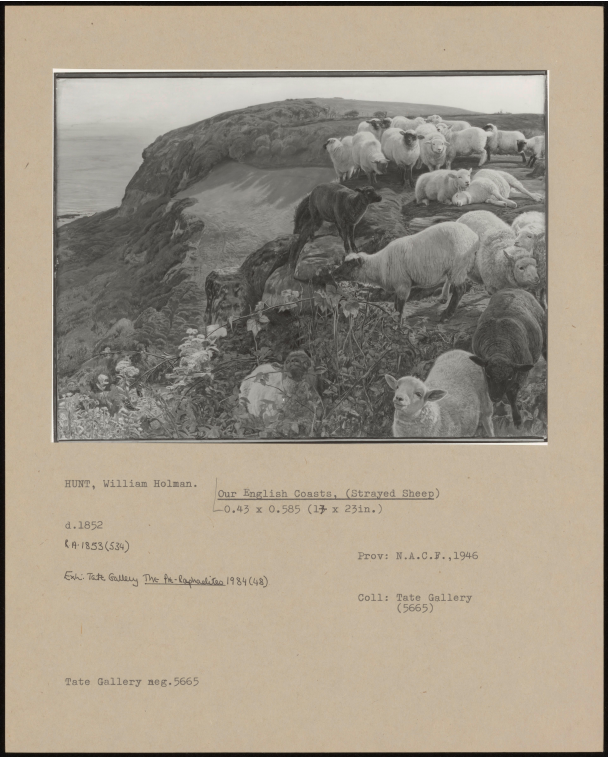 HUNT, William Holman.
Our English Coasts, (Strayed Sheep)
0.43 x 0.585 (17 x 23in.)
d.1852
RA.1853(534)
Prov: N.A.C.F.,1946
Exh: Tate Gallery The Pre-Raphaelites 1984(48)
Coll: Tate Gallery
(5665)
Tate Gallery neg.5665